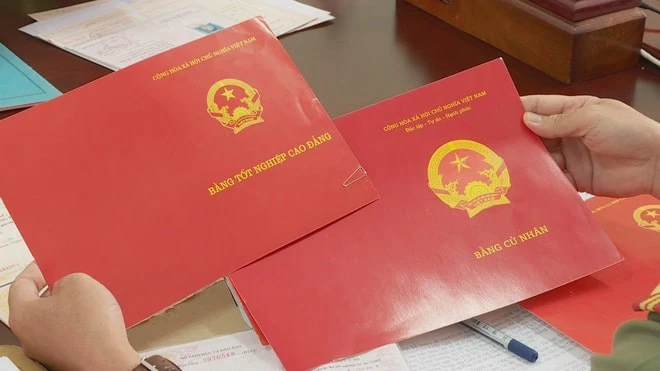 CỘNG HÒA XÃ HỘI CHỦ NGHĨA VIỆT NAM
BẰNG TỐT NGHIỆP CAO ĐẲNG
CỘNG HÒA XÃ HỘI CHỦ NGHĨA VIỆT NAM
Độc lập - Tự do - Hạnh phúc
BẰNG CỬ NHÂN